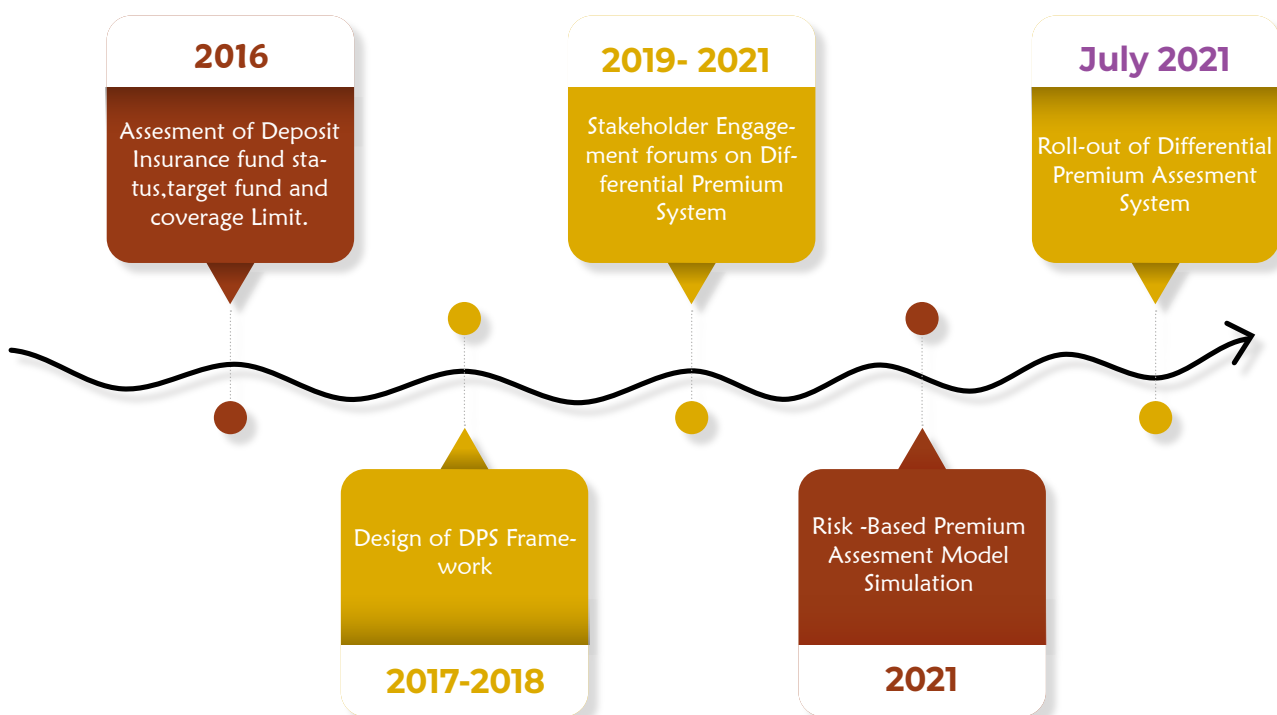 2016
Assesment of Deposit
Insurance fund sta-
tus,target fund and
coverage Limit.
Design of DPS Frame-
work
2017-2018
2019- 2021
Stakeholder Engage-
ment forums on Dif-
ferential Premium
System
Risk -Based Premium
Assesment Model
Simulation
2021
July 2021
Roll-out of Differential
Premium Assesment
System